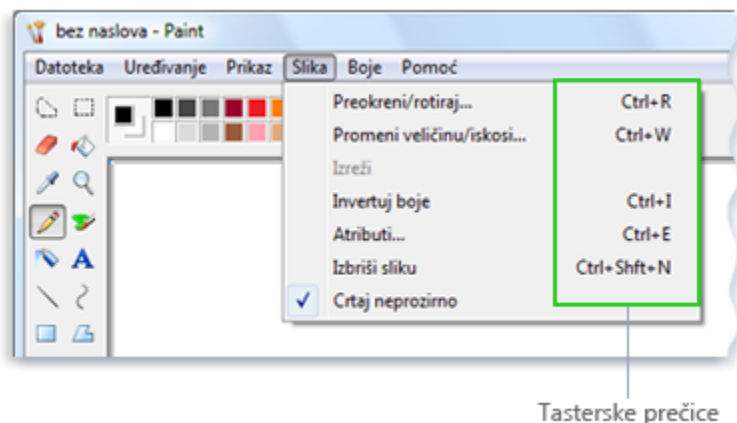 bez naslova - Paint
Datoteka Uređivanje Prikaz Slika Boje Pomoć
Preokreni/rotiraj... Ctrl+R
Promeni veličinu/iskosi... Ctrl+W
Izreži
Invertuj boje Ctrl+I
Atributi... Ctrl+E
Izbriši sliku Ctrl+Shft+N
Crtaj neprozirno
Tasterske prečice